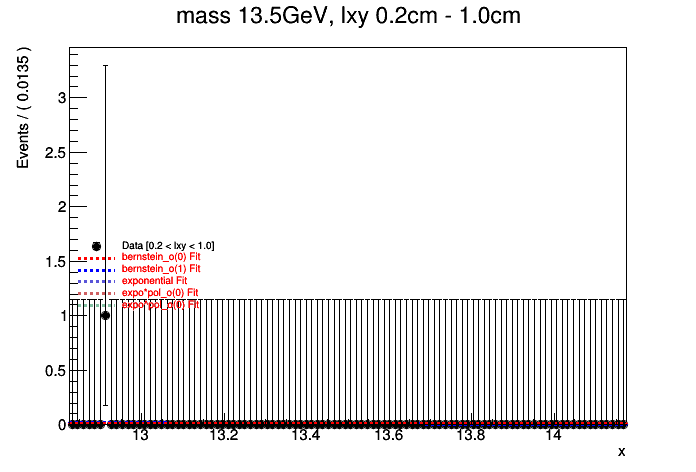 mass 13.5GeV, lxy 0.2cm - 1.0cm
Events / ( 0.0135 )
3
2.5
2
1.5
1
0.5
0
Data [0.2 < lxy < 1.0]
bernstein_o(0) Fit
bernstein_o(1) Fit
exponential Fit
expo*pol_o(0) Fit
13 13.2 13.4 13.6 13.8 14
x